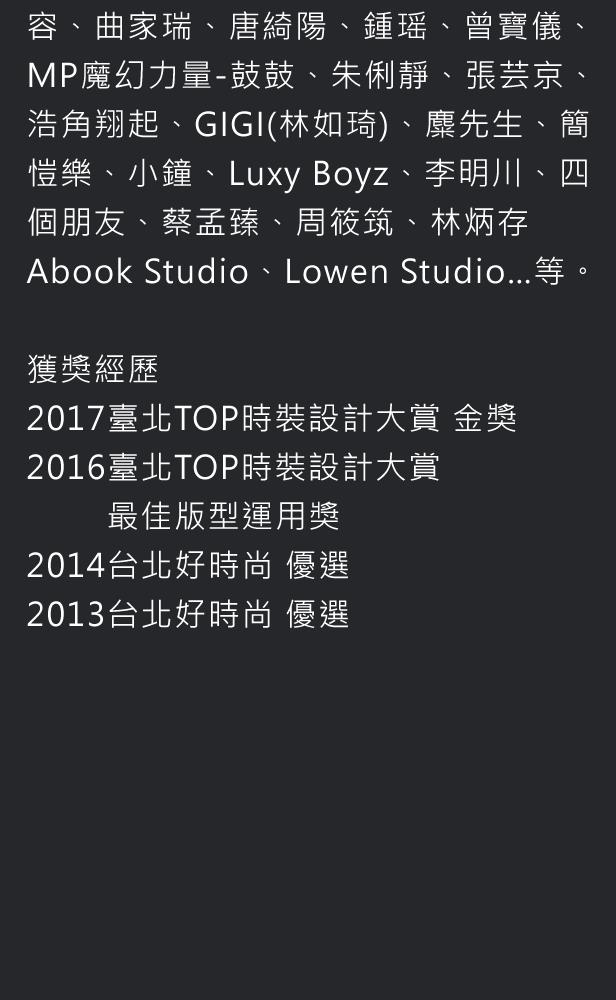 容、曲家瑞、唐綺陽、鍾瑶、曾寶儀、
MP魔幻力量-鼓鼓、朱俐靜、張芸京、
浩角翔起、GIGI(林如琦)、麋先生、簡
愷樂、小鐘、Luxy Boyz、李明川、四
個朋友、蔡孟臻、周筱筑、林炳存
Abook Studio、Lowen Studio...等。
獲獎經歷
2017臺北TOP時裝設計大賞 金獎
2016臺北TOP時裝設計大賞
最佳版型運用獎
2014台北好時尚 優選
2013台北好時尚 優選